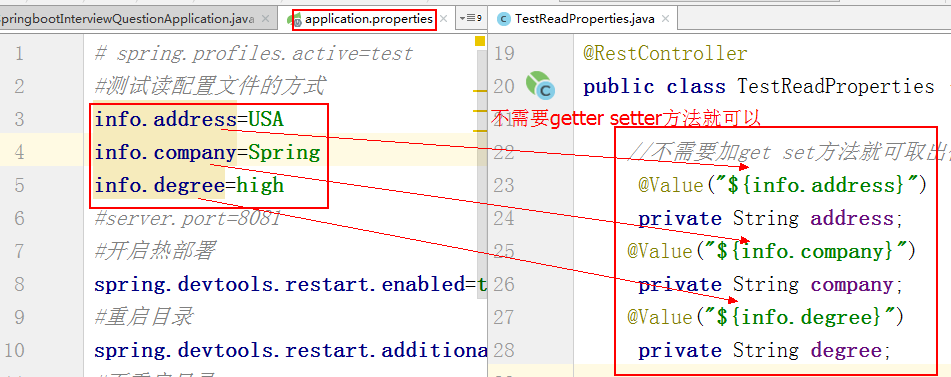 pringbootInterviewQuestionApplication.java
application.properties
9
TestReadProperties.java
1 # spring.profiles.active=test
2 #测试读配置文件的方式
3 info.address=USA
4 info.company=Spring
5 info.degree=high
6 #server.port=8081
7 #开启热部署
8 spring.devtools.restart.enabled=t
9 #重启目录
10 spring.devtools.restart.additiona
19 @RestController
20 public class TestReadProperties
不需要getter setter方法就可以
22 //不需要加get set方法就可取出
23 @Value("${info.address}")
24 private String address;
25 @Value("${info.company}")
26 private String company;
27 @Value("${info.degree}")
28 private String degree;